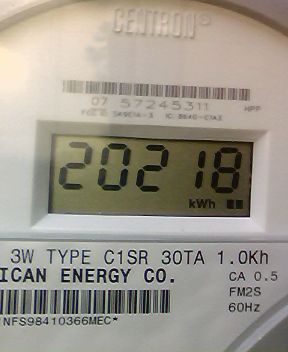 CENTRON®
07 57245311 HPP
20218
kWh
3W TYPE C1SR 30TA 1.0Kh
ICAN ENERGY CO. CA 0.5
FM2S
NFS98410366MEC* 60Hz